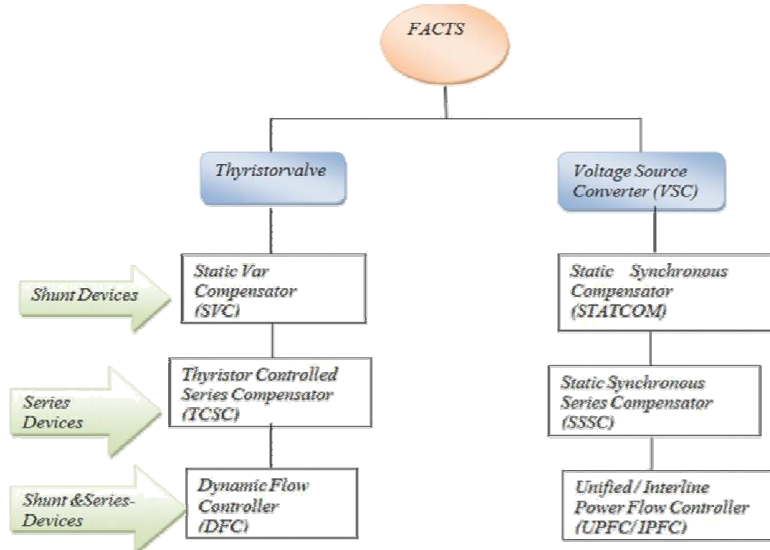 FACTS
Thyristorvalve
Voltage Source
Converter (VSC)
Shunt Devices
Static Var
Compensator
(SVC)
Static Synchronous
Compensator
(STATCOM)
Series
Devices
Thyristor Controlled
Series Compensator
(TCSC)
Static Synchronous
Series Compensator
(SSSC)
Shunt &Series-
Devices
Dynamic Flow
Controller
(DFC)
Unified / Interline
Power Flow Controller
(UPFC/ IPFC)